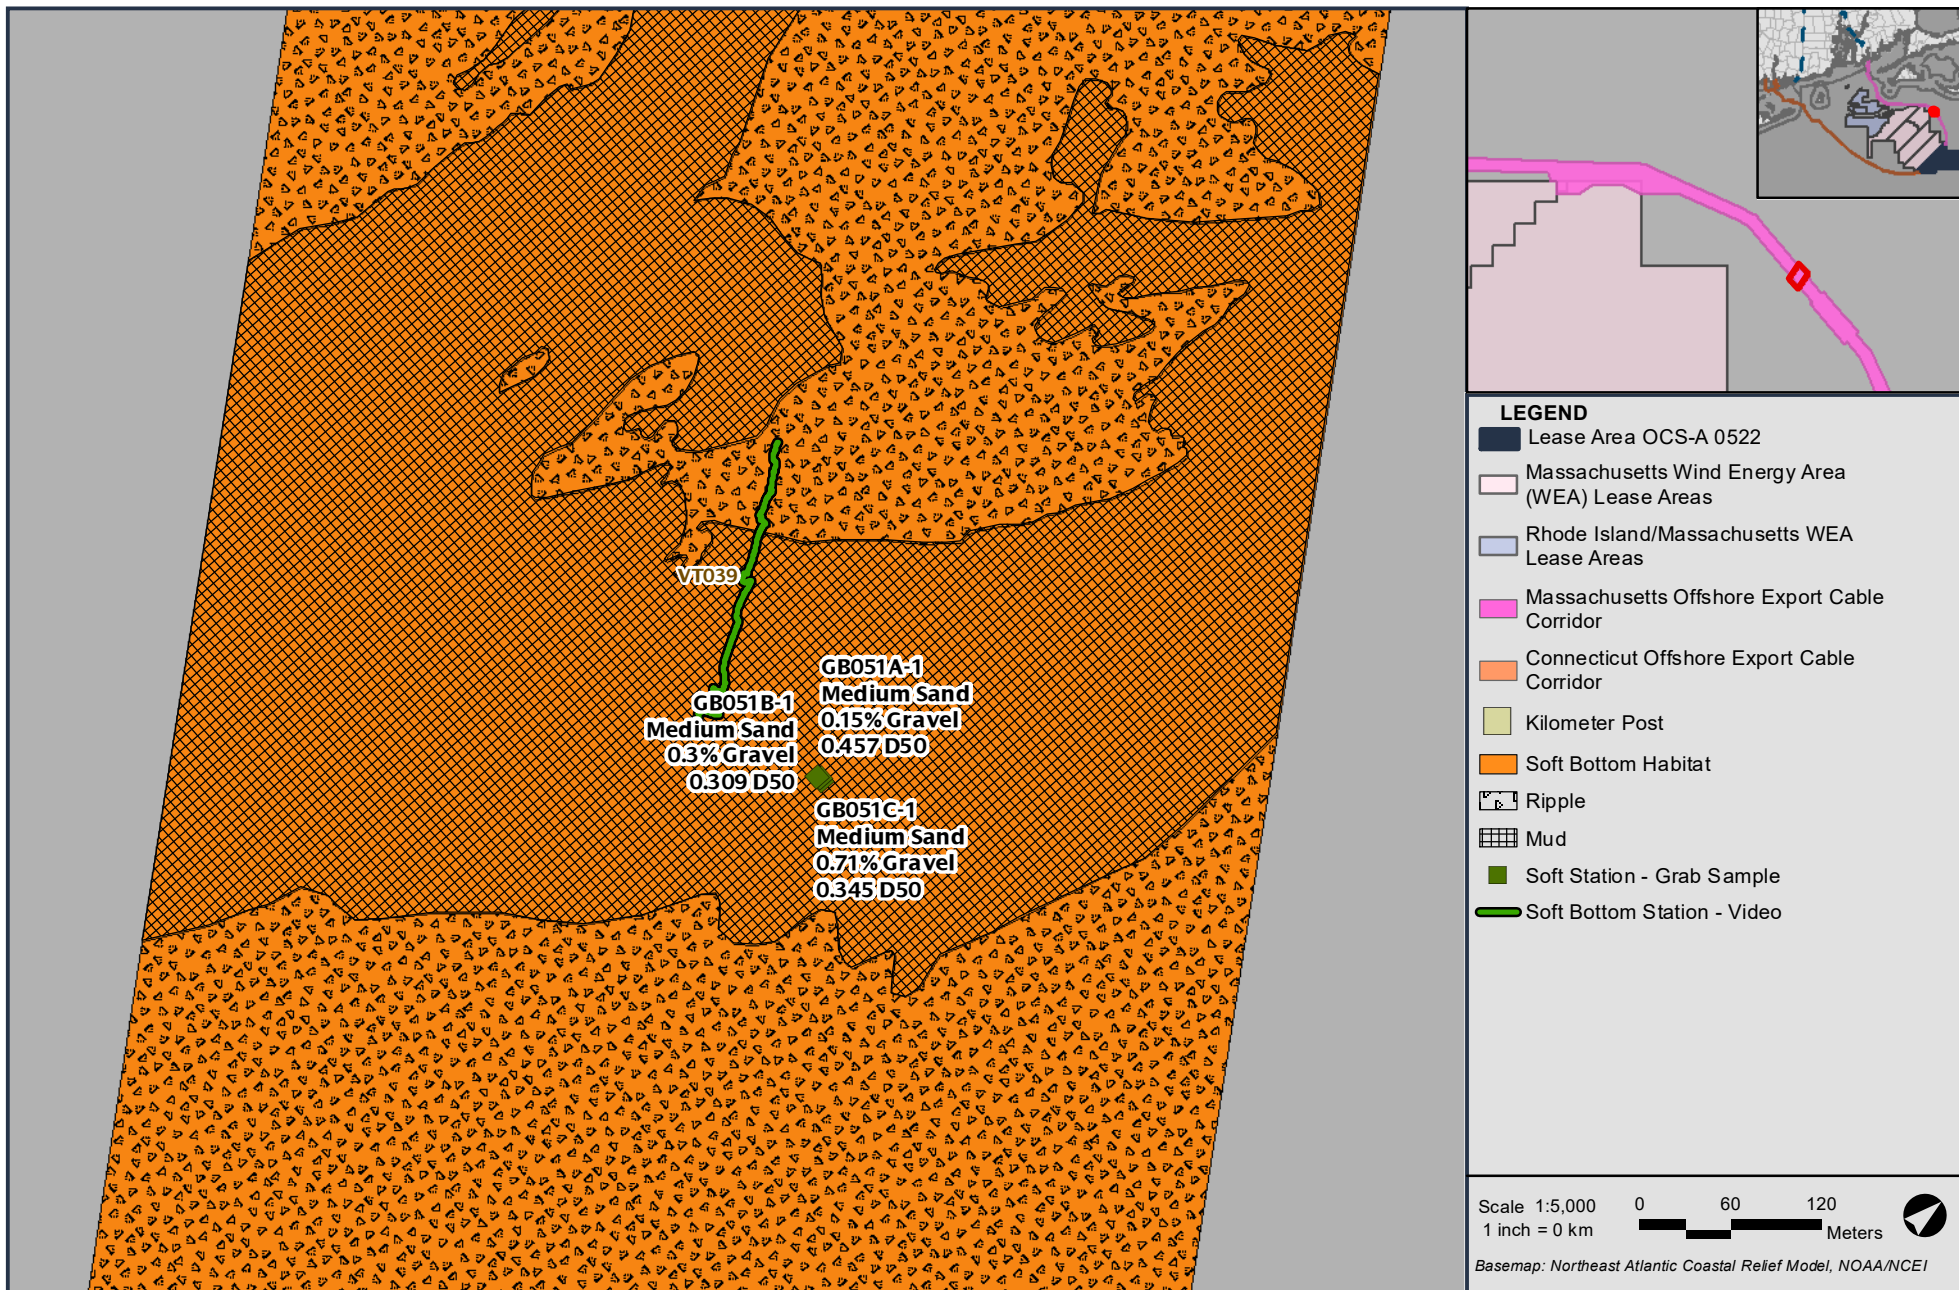 VT039
GB051A-1
Medium Sand
0.15% Gravel
0.457 D50
GB051B-1
Medium Sand
0.3% Gravel
0.309 D50
GB051C-1
Medium Sand
0.71% Gravel
0.345 D50
LEGEND
Lease Area OCS-A 0522
Massachusetts Wind Energy Area
(WEA) Lease Areas
Rhode Island/Massachusetts WEA
Lease Areas
Massachusetts Offshore Export Cable
Corridor
Connecticut Offshore Export Cable
Corridor
Kilometer Post
Soft Bottom Habitat
Ripple
Mud
Soft Station - Grab Sample
Soft Bottom Station - Video
Scale 1:5,000
1 inch = 0 km
0 60 120
Meters
Basemap: Northeast Atlantic Coastal Relief Model, NOAA/NCEI